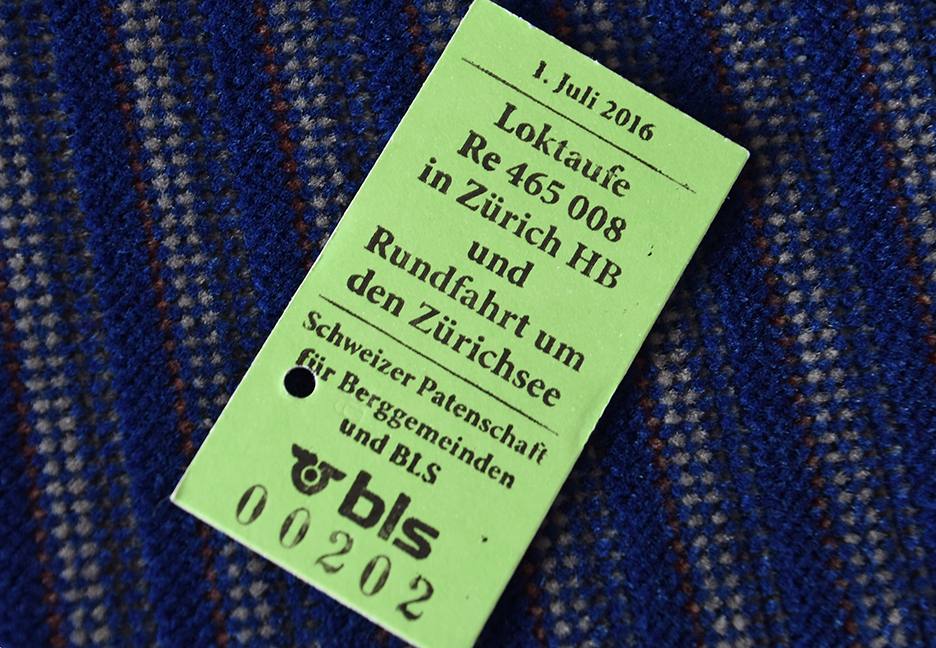 1. Juli 2016
Loktaufe
Re 465 008
in Zürich HB
und
Rundfahrt um
den Zürichsee
Schweizer Patenschaft
für Berggemeinden
und BLS
bls
00202